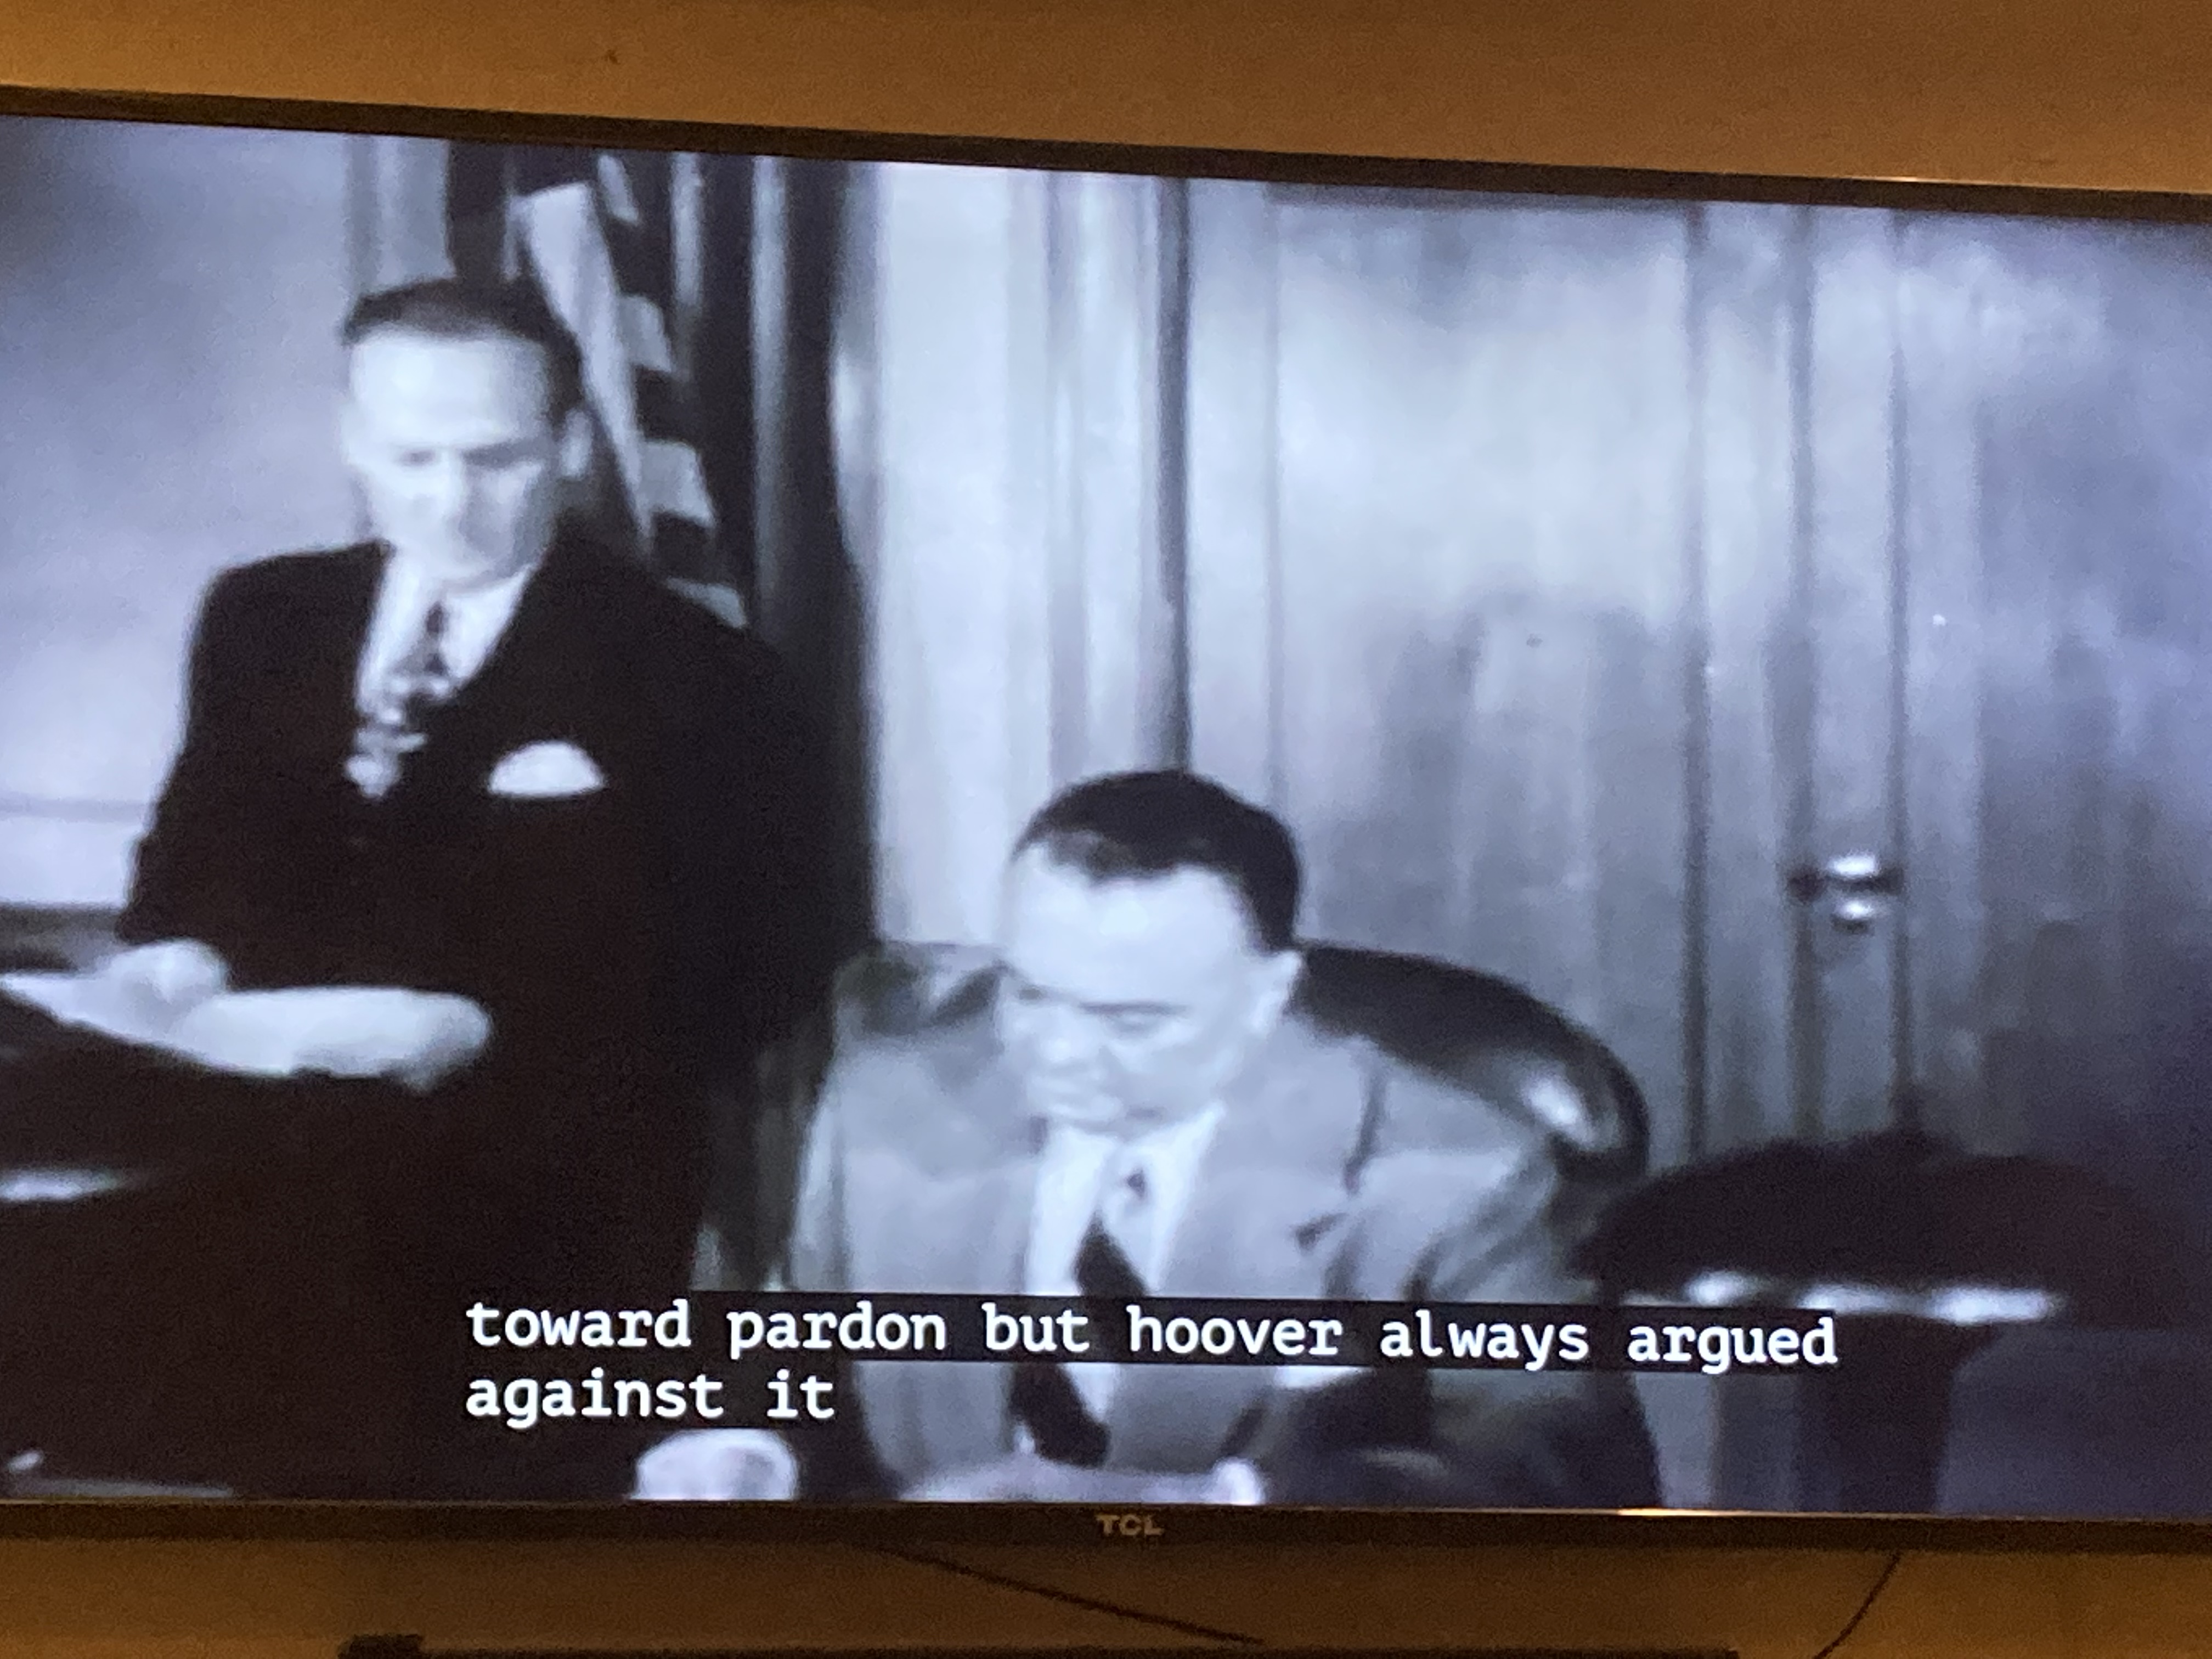 toward pardon but hoover always argued
against it
TCL